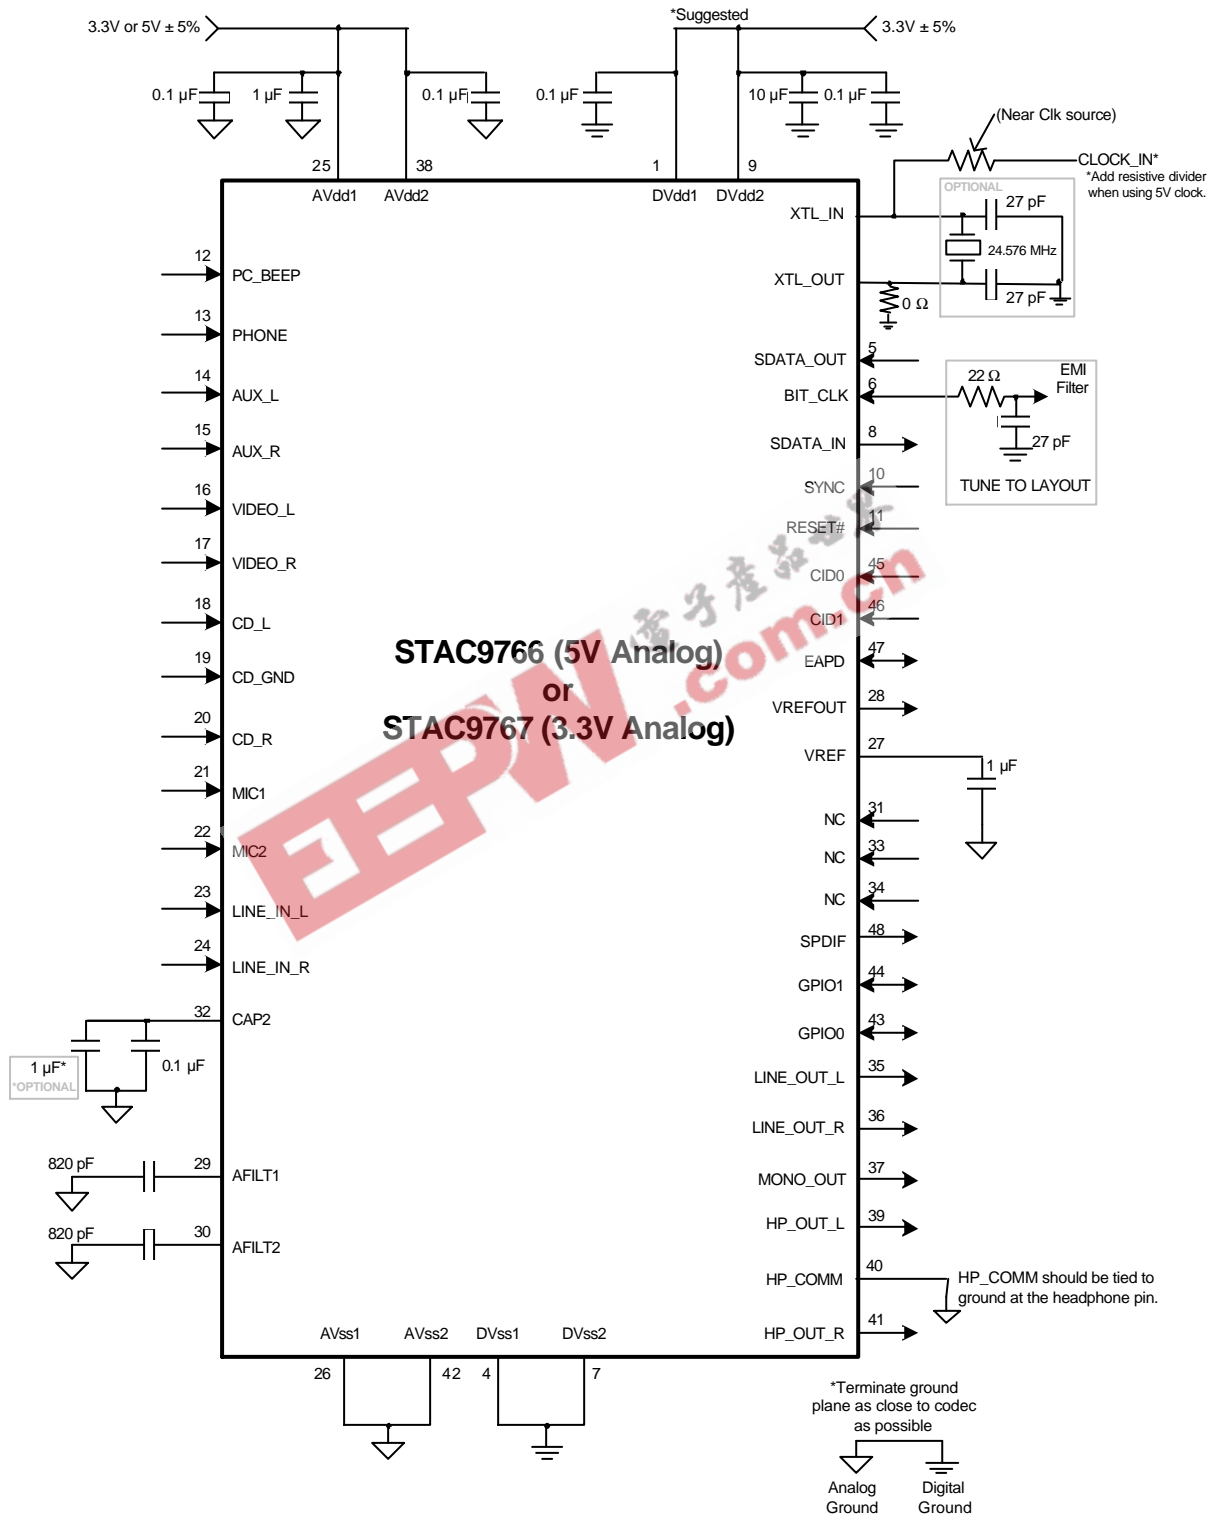 *Suggested
3.3V or 5V ± 5%
3.3V ± 5%
0.1 µF
1 µF
0.1 µF
0.1 µF
10 µF
0.1 µF
(Near Clk source)
25
38
1
9
CLOCK_IN*
*Add resistive divider
when using 5V clock.
AVdd1
AVdd2
DVdd1
DVdd2
OPTIONAL
27 pF
XTL_IN
24.576 MHz
XTL_OUT
27 pF
0 Ω
12
PC_BEEP
13
PHONE
14
AUX_L
15
AUX_R
16
VIDEO_L
17
VIDEO_R
18
CD_L
19
CD_GND
20
CD_R
21
MIC1
22
MIC2
23
LINE_IN_L
24
LINE_IN_R
32
CAP2
1 µF*
*OPTIONAL
0.1 µF
820 pF
29
AFILT1
820 pF
30
AFILT2
STAC9766 (5V Analog)
or
STAC9767 (3.3V Analog)
EEPW
.com.cn
電子產品世界
5
SDATA_OUT
6
BIT_CLK
22 Ω
EMI
Filter
27 pF
TUNE TO LAYOUT
8
SDATA_IN
10
SYNC
11
RESET#
45
CID0
46
CID1
47
EAPD
28
VREFOUT
27
VREF
1 µF
31
NC
33
NC
34
NC
48
SPDIF
44
GPIO1
43
GPIO0
35
LINE_OUT_L
36
LINE_OUT_R
37
MONO_OUT
39
HP_OUT_L
40
HP_COMM
HP_COMM should be tied to
ground at the headphone pin.
41
HP_OUT_R
AVss1
AVss2
DVss1
DVss2
26
42
4
7
*Terminate ground
plane as close to codec
as possible
Analog
Ground
Digital
Ground